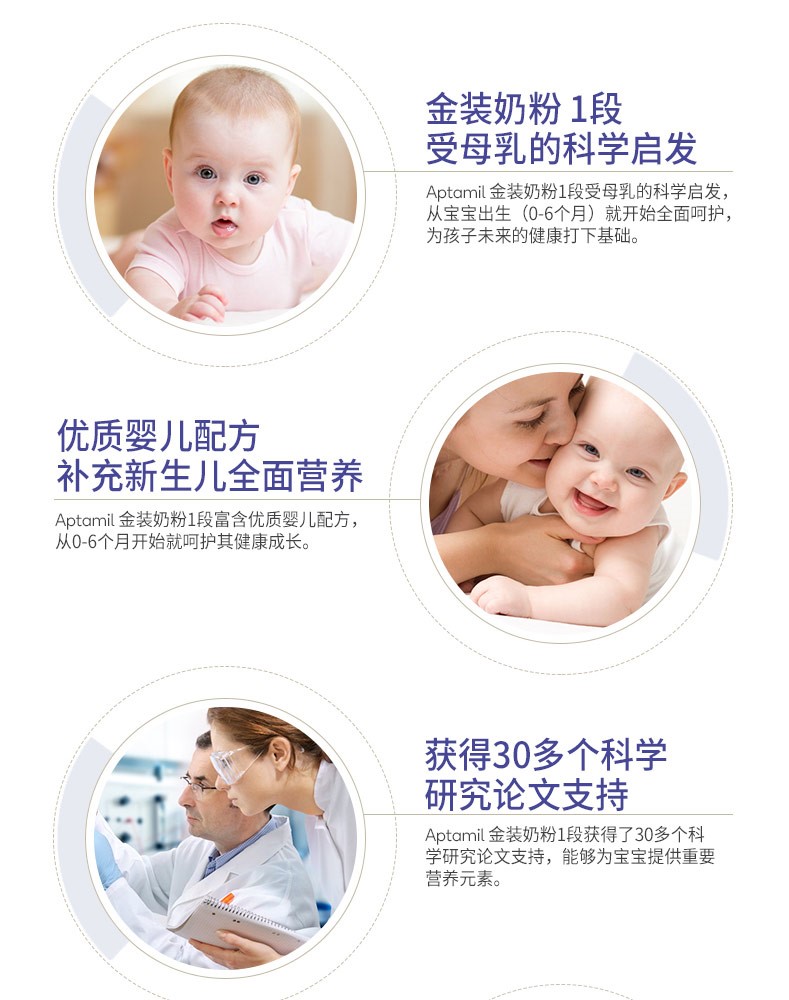 金装奶粉 1段
受母乳的科学启发
Aptamil 金装奶粉1段受母乳的科学启发，
从宝宝出生（0-6个月）就开始全面呵护，
为孩子未来的健康打下基础。
优质婴儿配方
补充新生儿全面营养
Aptamil 金装奶粉1段富含优质婴儿配方，
从0-6个月开始就呵护其健康成长。
获得30多个科学
研究论文支持
Aptamil 金装奶粉1段获得了30多个科
学研究论文支持，能够为宝宝提供重要
营养元素。